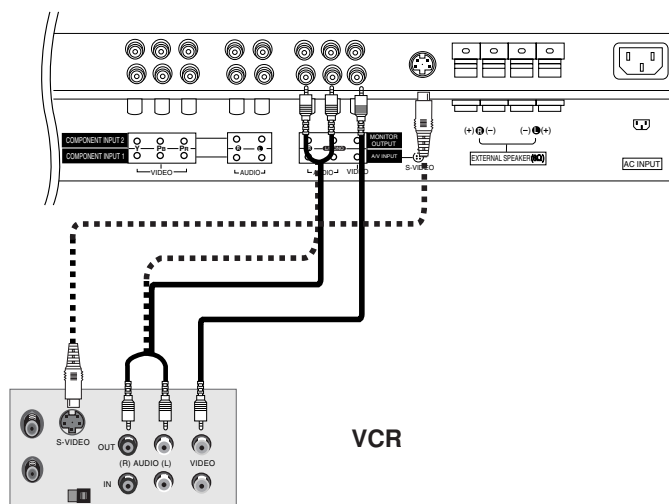 COMPONENT INPUT 2
COMPONENT INPUT 1
Y PB PR
VIDEO
R L
AUDIO
AUDIO
VIDEO
MONITOR OUTPUT
A/V INPUT
S-VIDEO
(+) R (-) (-) L (+)
EXTERNAL SPEAKER
AC INPUT
VCR
S-VIDEO
OUT
(R) AUDIO (L)
VIDEO
IN